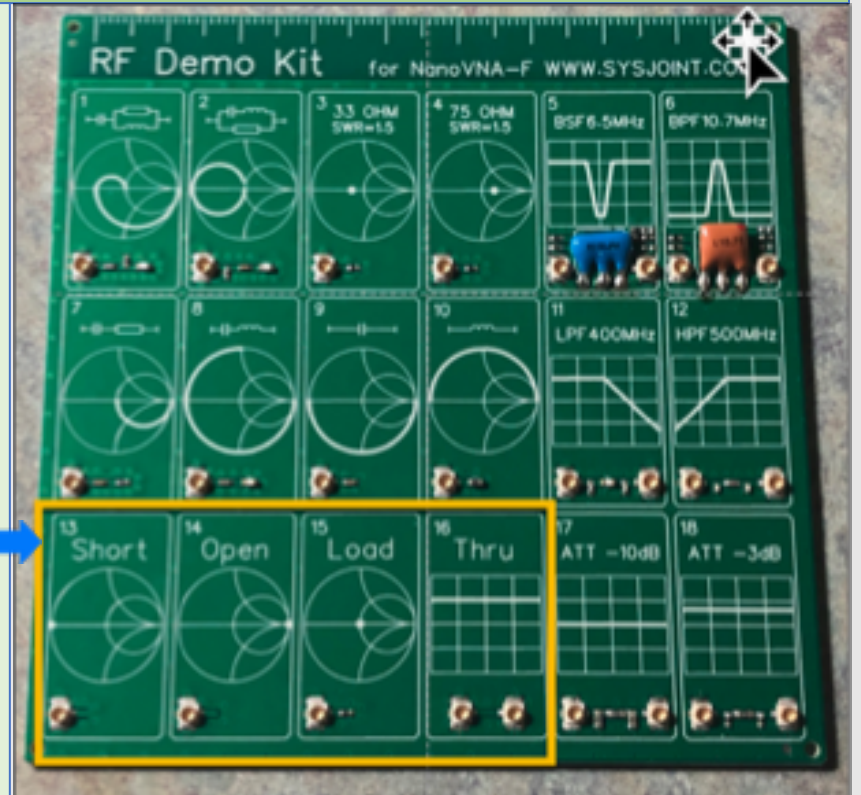 RF Demo Kit for NanoVNA-F WWW.SYSJOINT.CO
1
2
3 33 OHM
SWR=1.5
4 75 OHM
SWR=1.5
5
BSF6.5MHz
6
BPF10.7MHz
7
8
9
10
11
LPF400MHz
12
HPF500MHz
13
Short
14
Open
15
Load
16
Thru
17
ATT -10dB
18
ATT -3dB